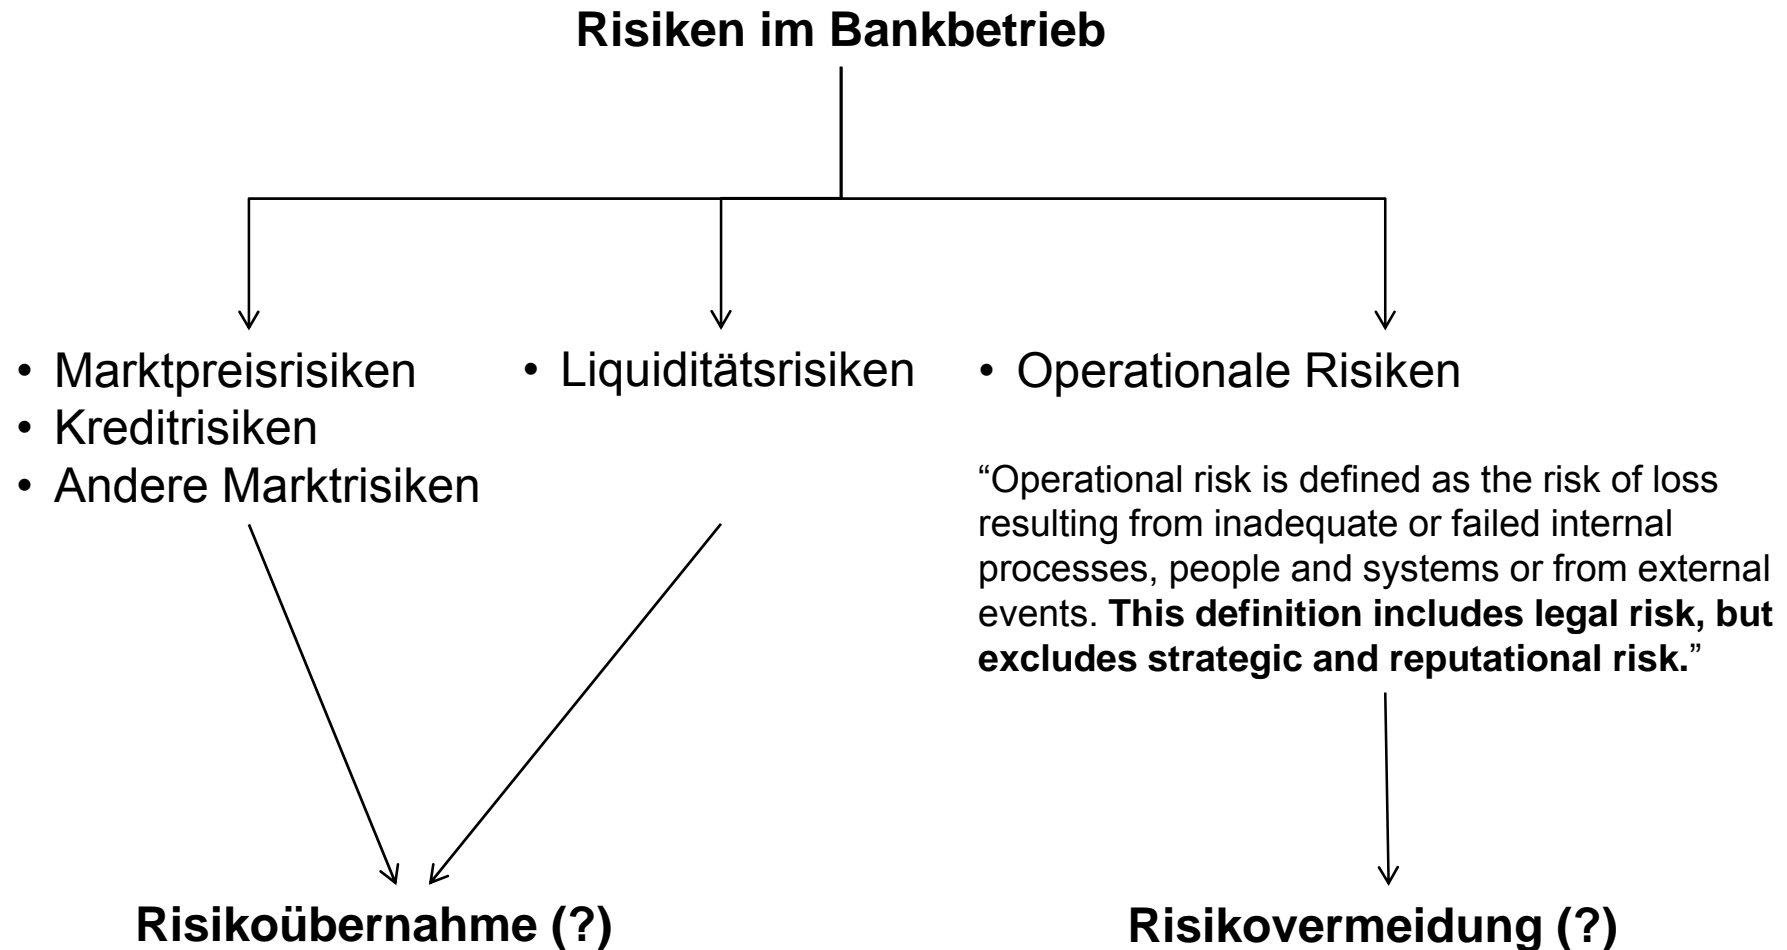 Risiken im Bankbetrieb
• Marktpreisrisiken
• Kreditrisiken
• Andere Marktrisiken
• Liquiditätsrisiken
• Operationale Risiken
“Operational risk is defined as the risk of loss
resulting from inadequate or failed internal
processes, people and systems or from external
events. This definition includes legal risk, but
excludes strategic and reputational risk.”
Risikoübernahme (?)
Risikovermeidung (?)